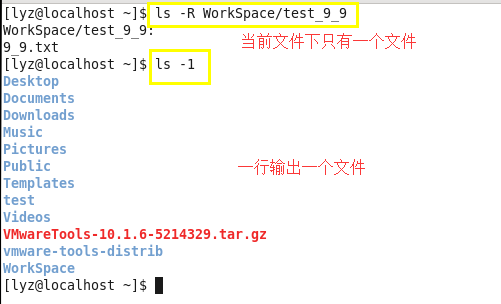 [lyz@localhost ~]$ ls -R WorkSpace/test_9_9
WorkSpace/test_9_9:
9_9.txt
当前文件下只有一个文件
[lyz@localhost ~]$ ls -1
Desktop
Documents
Downloads
Music
Pictures
Public
一行输出一个文件
Templates
test
Videos
VMwareTools-10.1.6-5214329.tar.gz
vmware-tools-distrib
WorkSpace
[lyz@localhost ~]$